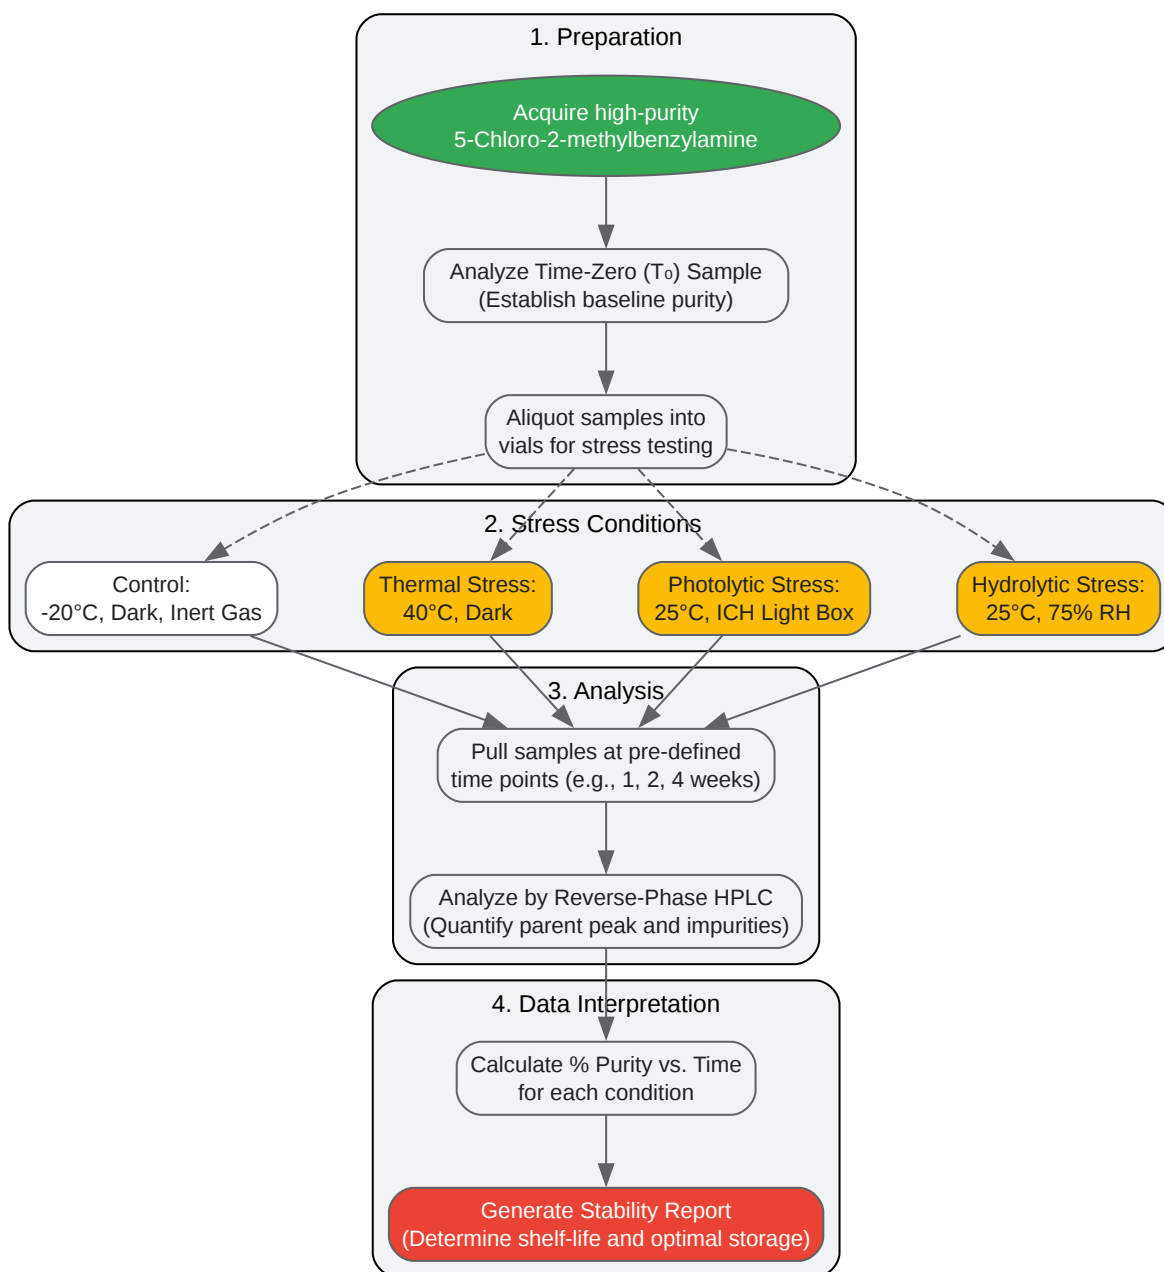 1. Preparation
Acquire high-purity
5-Chloro-2-methylbenzylamine
Analyze Time-Zero (T₀) Sample
(Establish baseline purity)
Aliquot samples into
vials for stress testing
2. Stress Conditions
Control:
-20°C, Dark, Inert Gas
Thermal Stress:
40°C, Dark
Photolytic Stress:
25°C, ICH Light Box
Hydrolytic Stress:
25°C, 75% RH
3. Analysis
Pull samples at pre-defined
time points (e.g., 1, 2, 4 weeks)
Analyze by Reverse-Phase HPLC
(Quantify parent peak and impurities)
4. Data Interpretation
Calculate % Purity vs. Time
for each condition
Generate Stability Report
(Determine shelf-life and optimal storage)